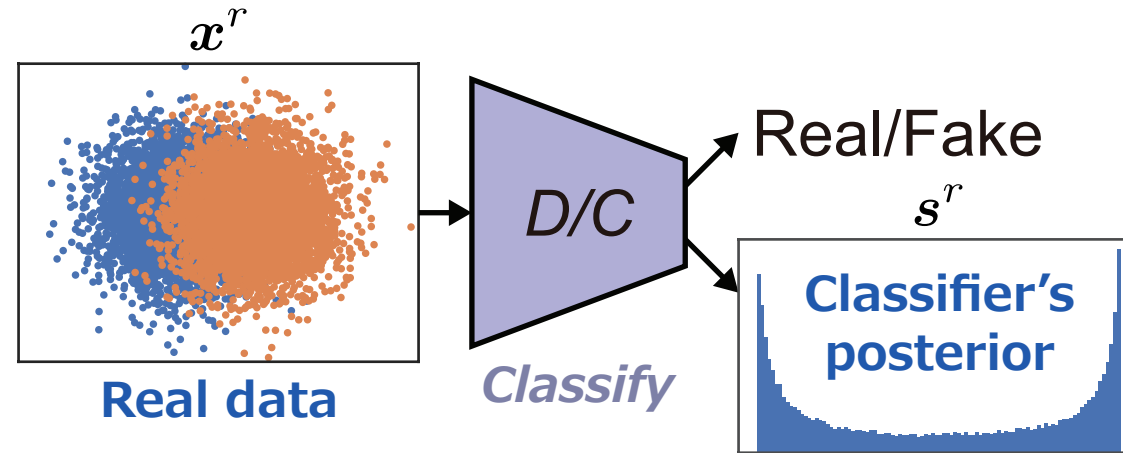 x^r
Real data
D/C
Classify
Real/Fake
s^r
Classifier's
posterior